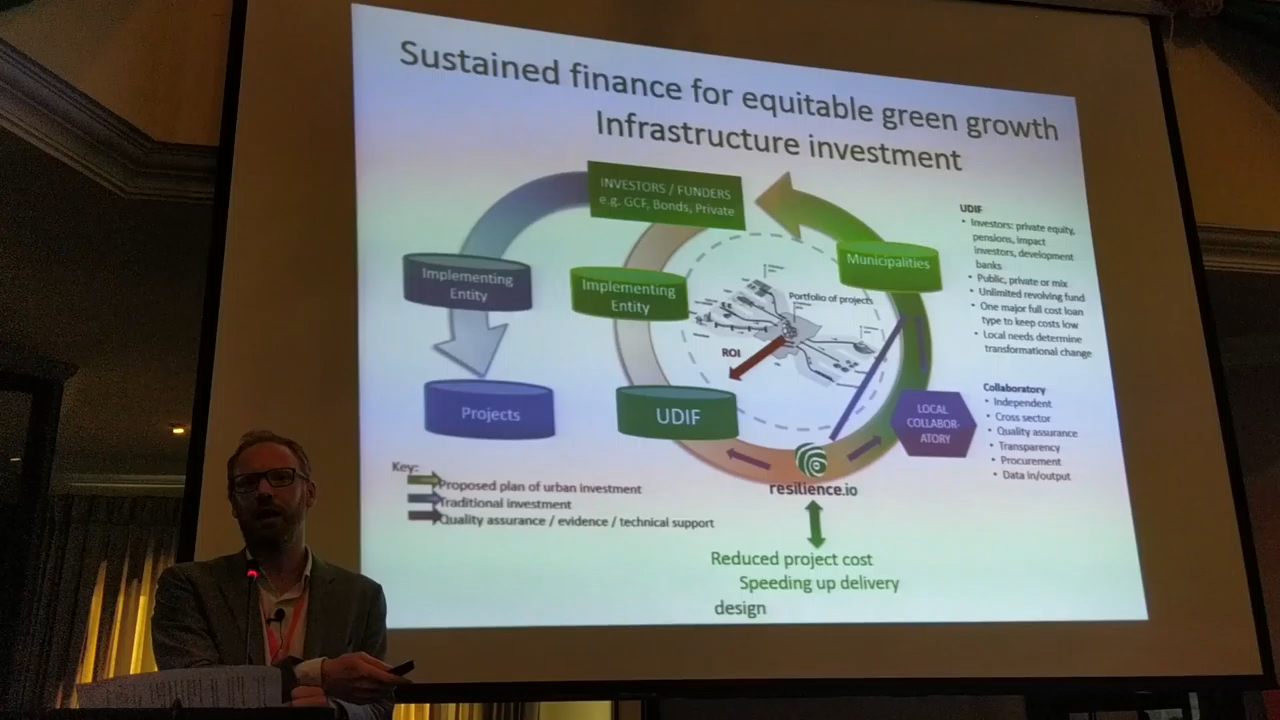 Sustained finance for equitable green growth
Infrastructure investment
INVESTORS / FUNDERS
e.g. GCF, Bonds, Private
Implementing
Entity
Projects
Implementing
Entity
Municipalities
Portfolio of projects
ROI
UDIF
LOCAL
COLLABOR-
ATORY
resilience.io
Reduced project cost
Speeding up delivery
design
Key:
Proposed plan of urban investment
Traditional investment
Quality assurance / evidence / technical support
UDIF
• Investors: private equity,
pensions, impact
investors, development
banks
• Public, private or mix
• Unlimited revolving fund
• One major full cost loan
type to keep costs low
• Local needs determine
transformational change
Collaboratory
• Independent
• Cross sector
• Quality assurance
• Transparency
• Procurement
• Data in/output